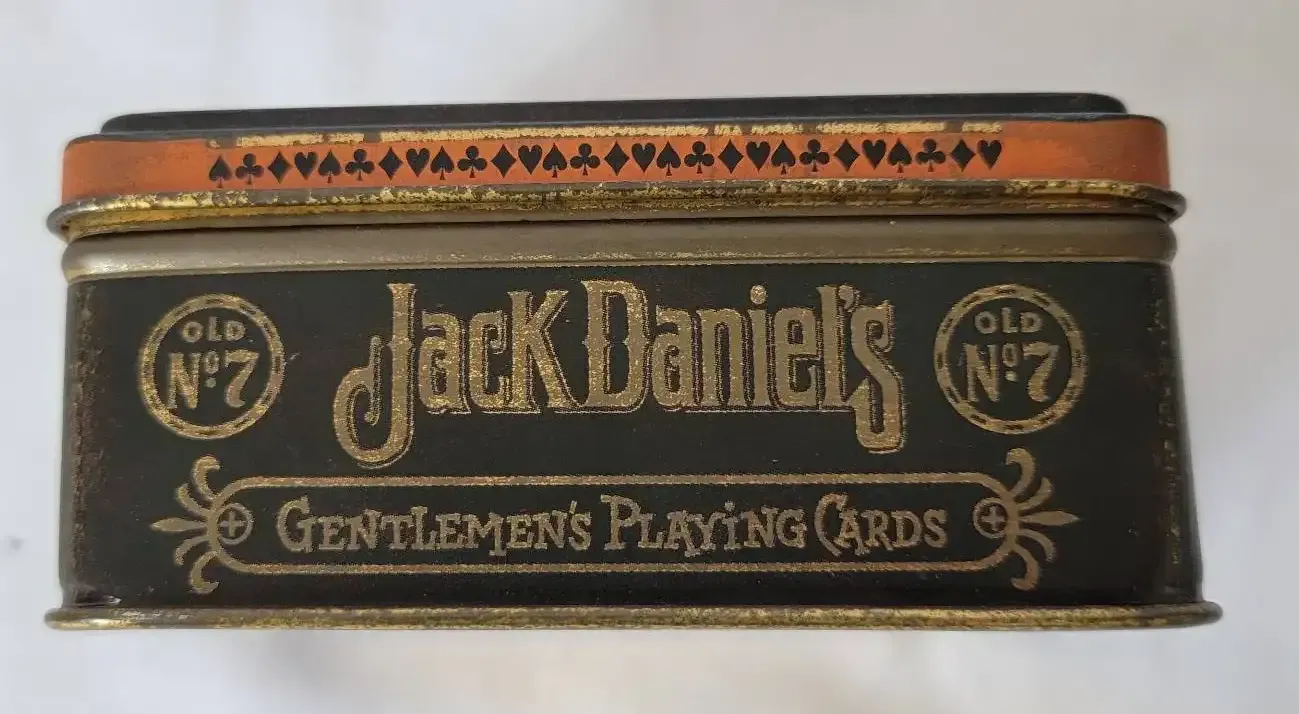 ♠♣♦♥♠♣♦♥♠♣♦♥♠♣♦♥♠♣♦♥♠♣♦♥♠♣♦♥
OLD
Nº7
Jack Daniel's
OLD
Nº7
GENTLEMEN'S PLAYING CARDS